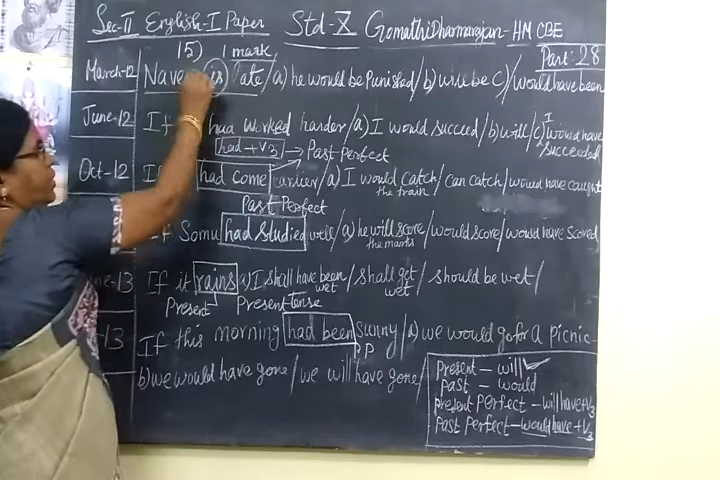 Sec-II English-I Paper Std-X GomathiDharmarajan-HM CBE
15) 1 mark Part:28
March-12 Nave is late/a) he would be Punished/b) will be c)/would have been
June-12 If had worked harder/a) I would succeed/b) will/c) I would have succeeded
had + V3 → Past perfect
Oct-12 had come earlier/a) I would catch/can catch/would have caught
the train
Past Perfect
If Somu had studied well/a) he will score/would score/would have scored
the marks
June-13 If it rains a) I shall have been wet/shall get wet/should be wet/
Present Present tense
-13 If this morning had been sunny/a) we would go for a picnic-
P P
b) we would have gone/we will have gone/
Present - will
past - would
present perfect - will have + V3
Past perfect - would have + V3